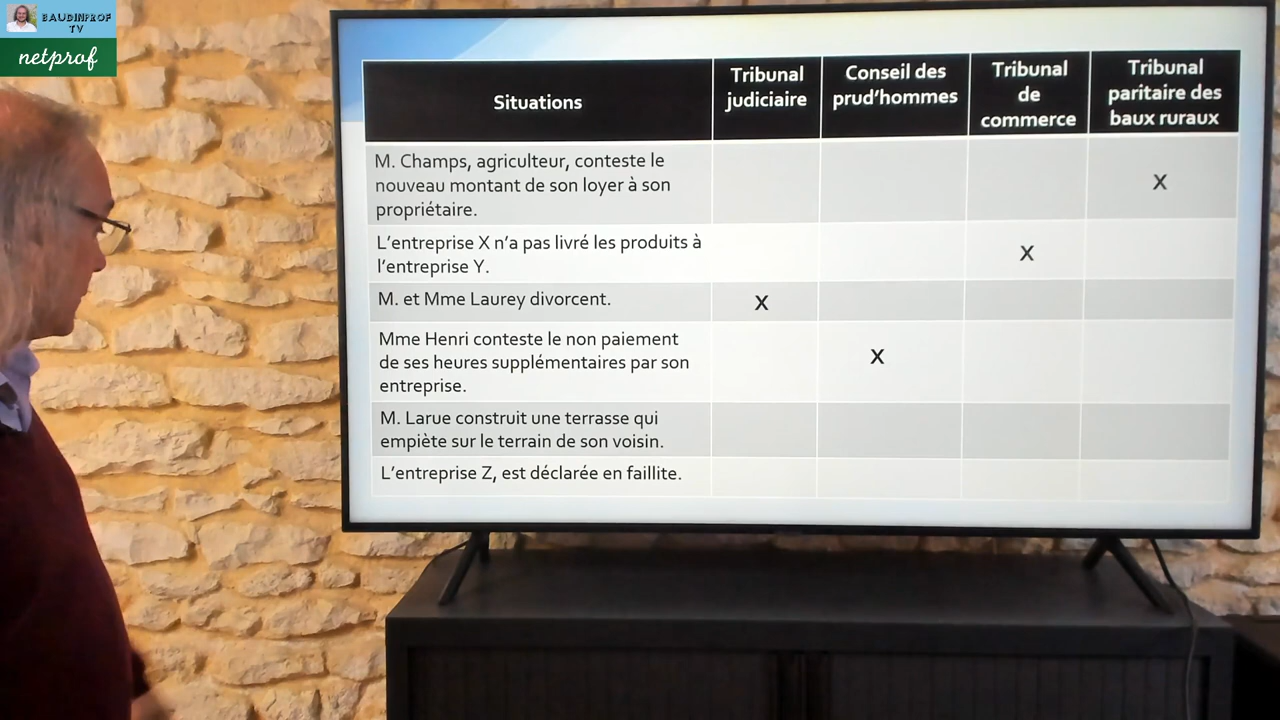 BAUDINPROF
TV
netprof
Situations
Tribunal
judiciaire
Conseil des
prud'hommes
Tribunal
de
commerce
Tribunal
paritaire des
baux ruraux
M. Champs, agriculteur, conteste le
nouveau montant de son loyer à son
propriétaire.
X
L'entreprise X n'a pas livré les produits à
l'entreprise Y.
X
M. et Mme Laurey divorcent.
X
Mme Henri conteste le non paiement
de ses heures supplémentaires par son
entreprise.
X
M. Larue construit une terrasse qui
empiète sur le terrain de son voisin.
L'entreprise Z, est déclarée en faillite.